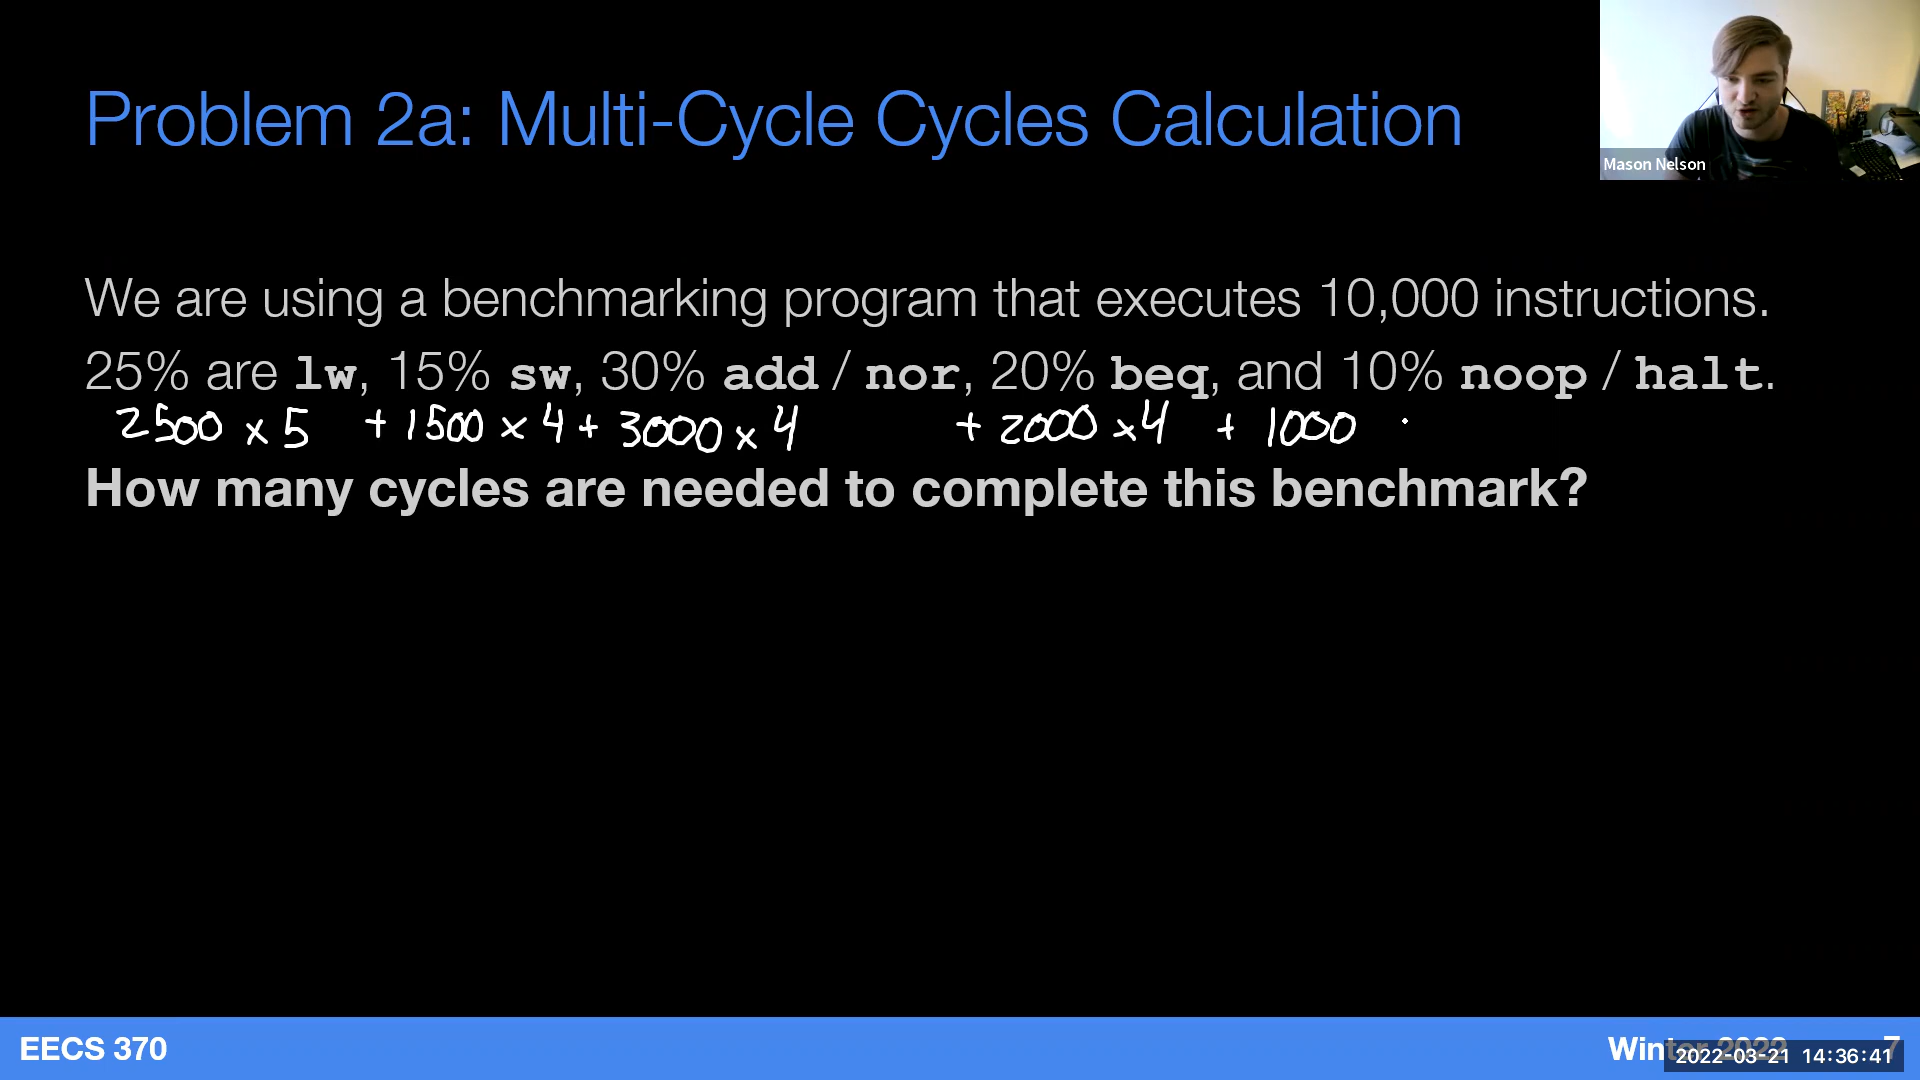 Problem 2a: Multi-Cycle Cycles Calculation
Mason Nelson
We are using a benchmarking program that executes 10,000 instructions.
25% are lw, 15% sw, 30% add / nor, 20% beq, and 10% noop / halt.
2500 x 5 + 1500 x 4 + 3000 x 4 + 2000 x 4 + 1000
How many cycles are needed to complete this benchmark?
EECS 370
Winter 2022 7
2022-03-21 14:36:41